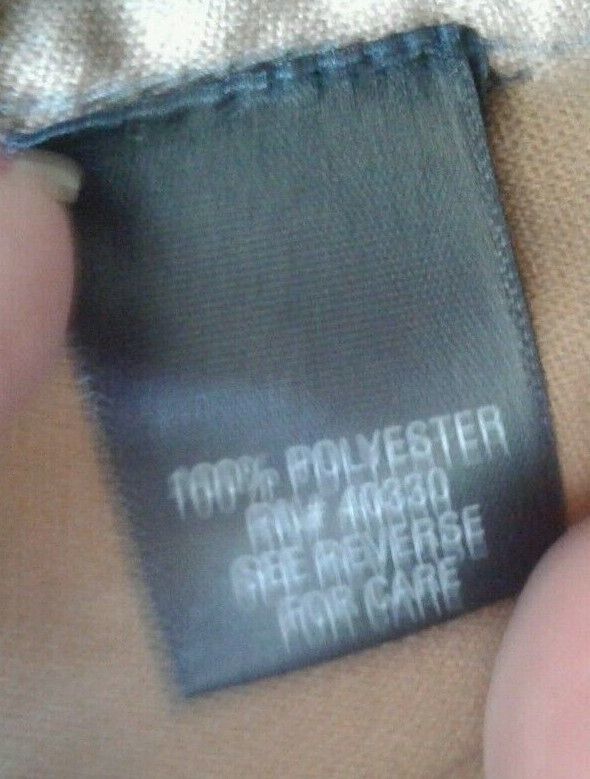 100% POLYESTER
RN# 40330
SEE REVERSE
FOR CARE